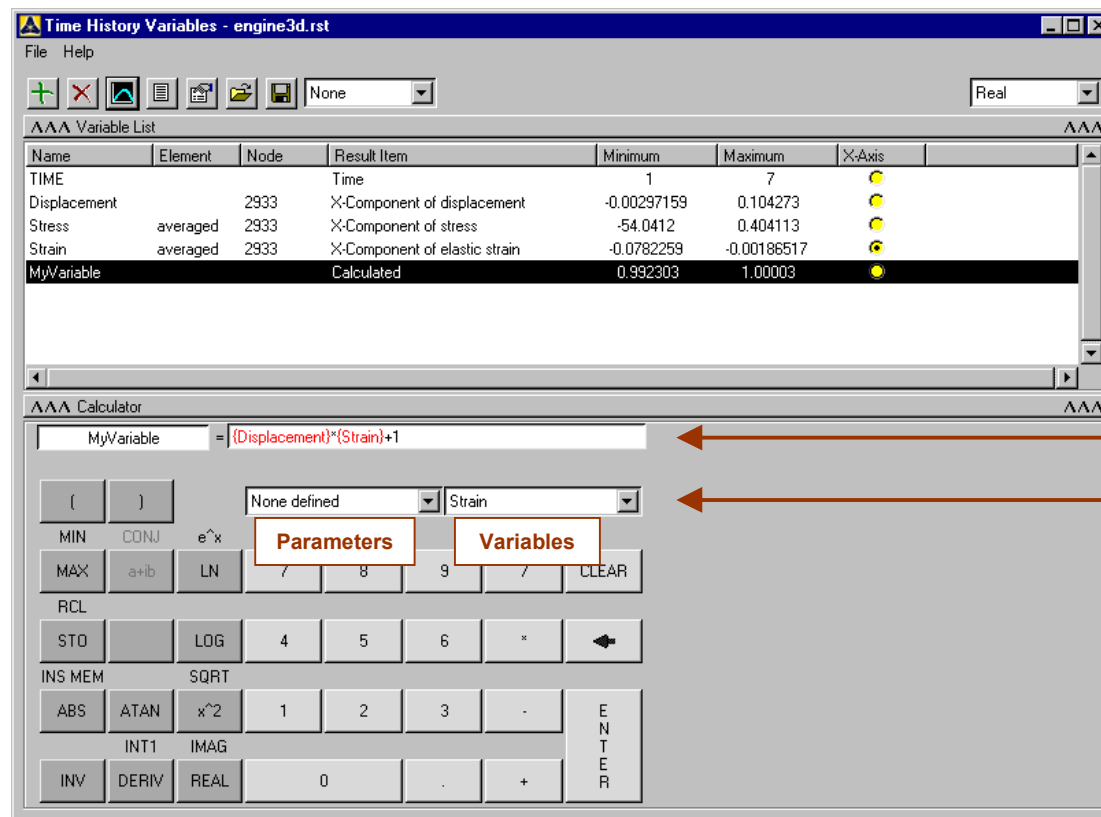 Time History Variables - engine3d.rst
File Help
None Real
ΛΛΛ Variable List ΛΛΛ
Name Element Node Result Item Minimum Maximum X-Axis
TIME Time 1 7
Displacement 2933 X-Component of displacement -0.00297159 0.104273
Stress averaged 2933 X-Component of stress -54.0412 0.404113
Strain averaged 2933 X-Component of elastic strain -0.0782259 -0.00186517
MyVariable Calculated 0.992303 1.00003
ΛΛΛ Calculator ΛΛΛ
MyVariable = {Displacement}*{Strain}+1
( ) None defined Strain
Parameters Variables
MIN CONJ e^x
MAX a+ib LN 7 8 9 / CLEAR
RCL
STO LOG 4 5 6 *
INS MEM SQRT
ABS ATAN x^2 1 2 3 - ENTER
INT1 IMAG
INV DERIV REAL 0 . +